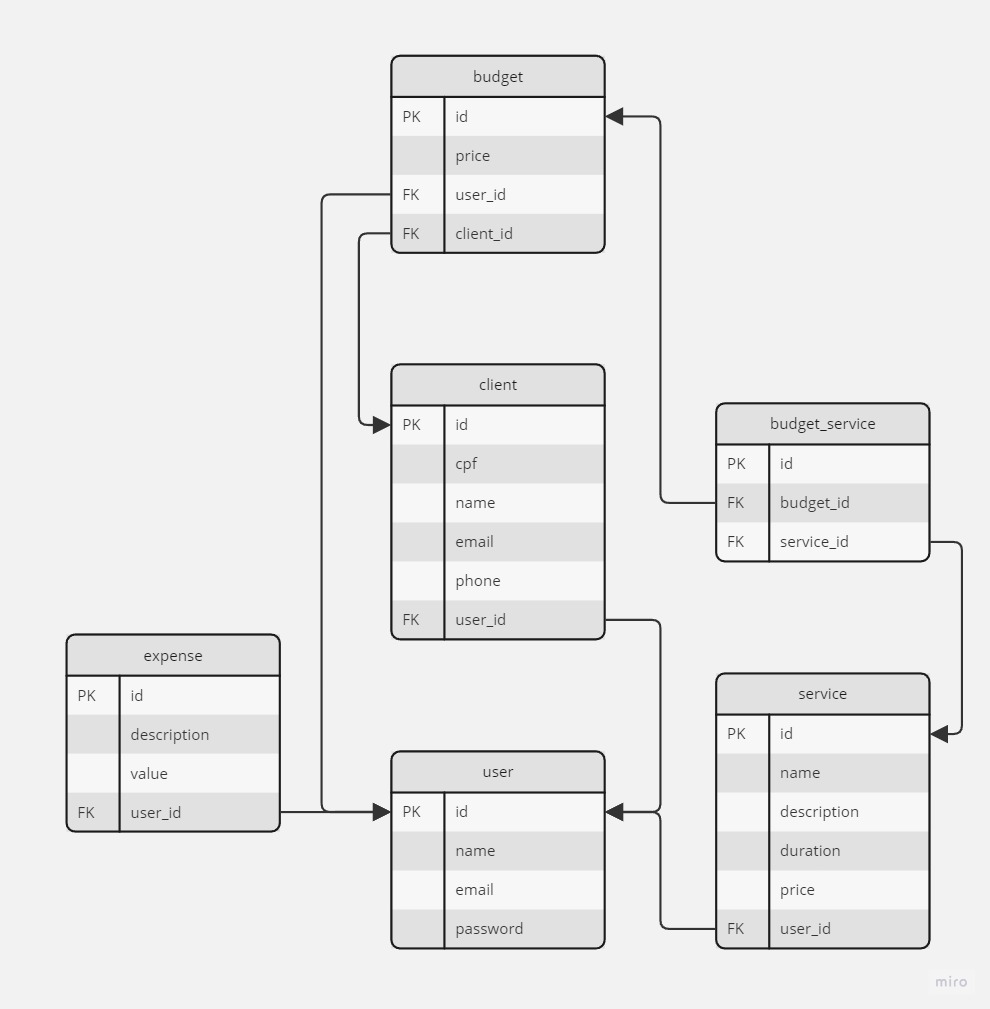 budget
PK id
price
FK user_id
FK client_id
client
PK id
cpf
name
email
phone
FK user_id
budget_service
PK id
FK budget_id
FK service_id
expense
PK id
description
value
FK user_id
user
PK id
name
email
password
service
PK id
name
description
duration
price
FK user_id
miro